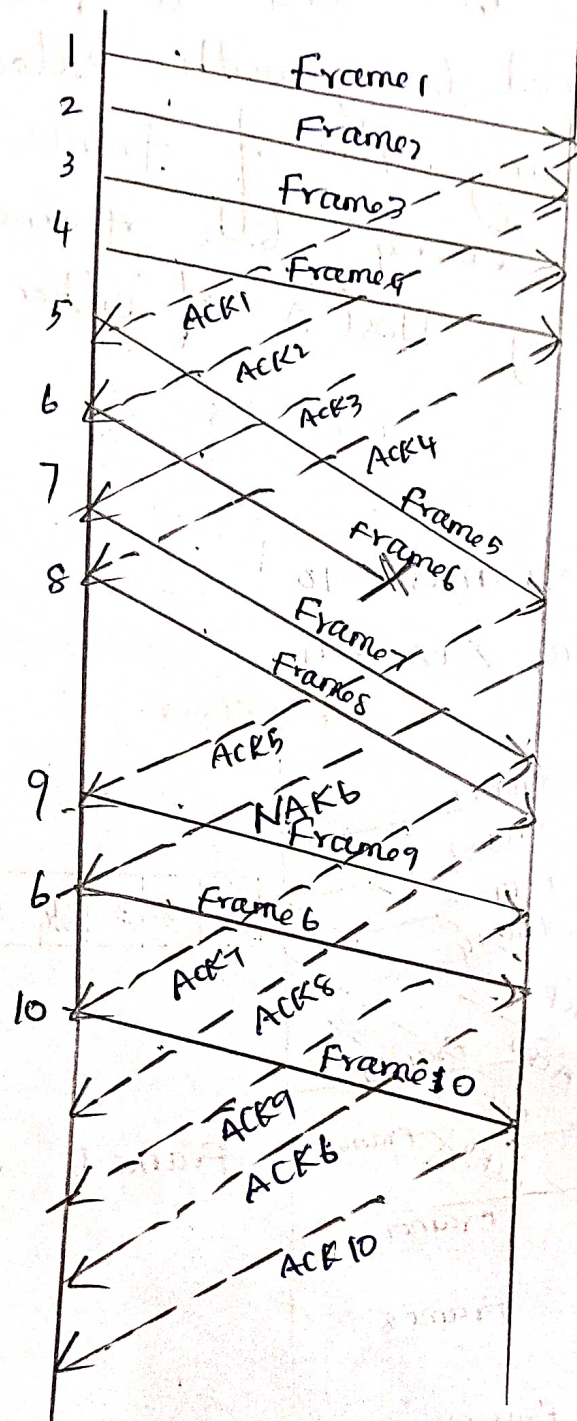 1
Frame1
2
Frame2
3
Frame3
4
Frame4
5
ACK1
ACK2
6
ACK3
ACK4
7
Frame5
Frame6
8
Frame7
Frame8
ACK5
9
NAK6
Frame9
6
Frame6
ACK7
ACK8
10
Frame10
ACK9
ACK6
ACK10